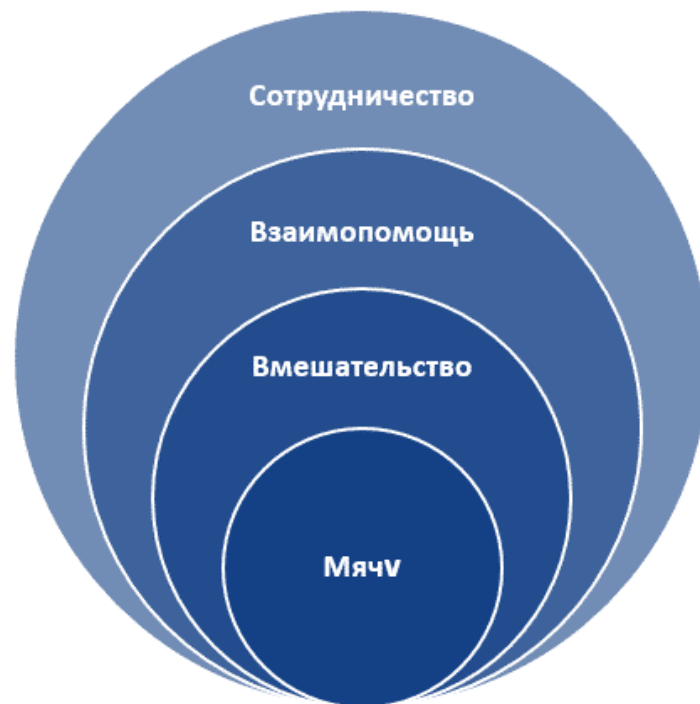 Сотрудничество
Взаимопомощь
Вмешательство
Мячv